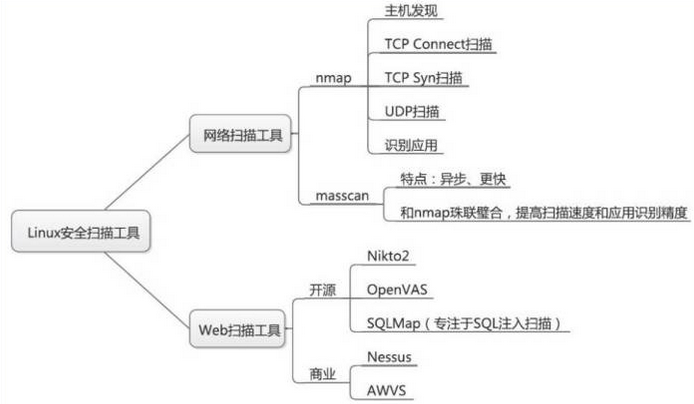 Linux安全扫描工具
网络扫描工具
nmap
主机发现
TCP Connect扫描
TCP Syn扫描
UDP扫描
识别应用
masscan
特点：异步、更快
和nmap珠联璧合，提高扫描速度和应用识别精度
Web扫描工具
开源
Nikto2
OpenVAS
SQLMap（专注于SQL注入扫描）
商业
Nessus
AWVS